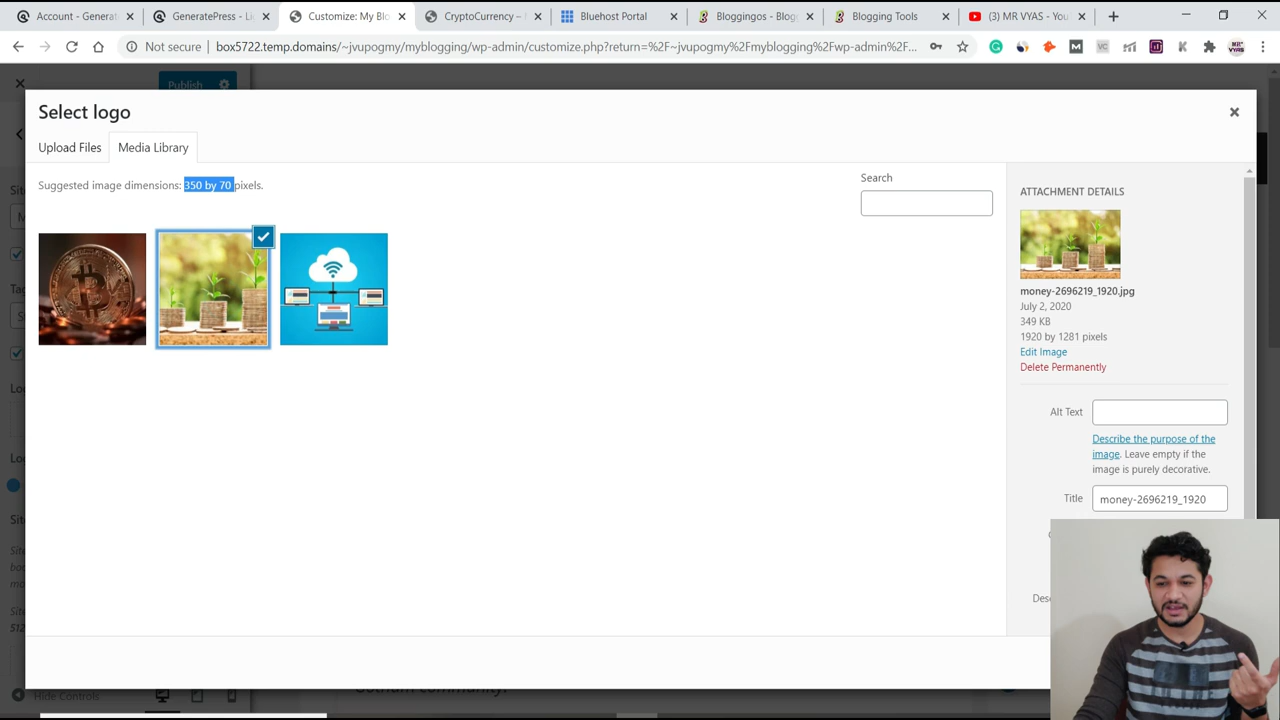 Account - Generat
GeneratePress - Li
Customize: My Blo
CryptoCurrency –
Bluehost Portal
Bloggingos - Blog
Blogging Tools
(3) MR VYAS - You
Not secure
box5722.temp.domains/~jvupogmy/myblogging/wp-admin/customize.php?return=%2F~jvupogmy%2Fmyblogging%2Fwp-admin%2F...
Publish
Select logo
Upload Files
Media Library
Suggested image dimensions: 350 by 70 pixels.
Search
ATTACHMENT DETAILS
money-2696219_1920.jpg
July 2, 2020
349 KB
1920 by 1281 pixels
Edit Image
Delete Permanently
Alt Text
Describe the purpose of the
image. Leave empty if the
image is purely decorative.
Title
money-2696219_1920
Hide Controls
Gotham community.